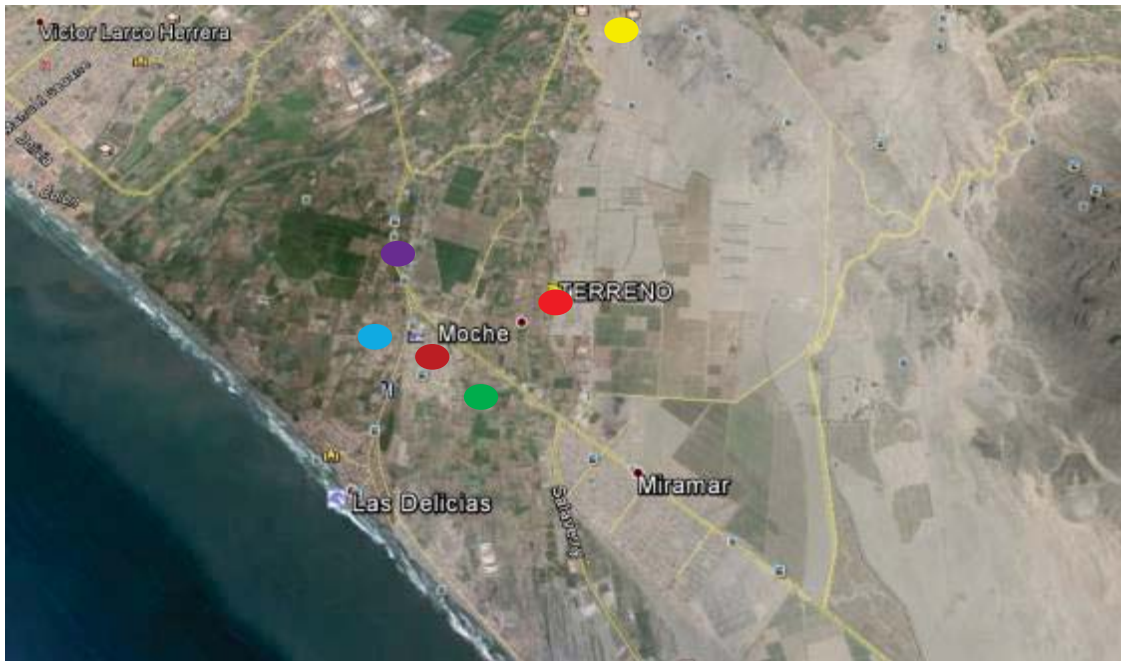 Victor Larco Herrera
TERRENO
Moche
Miramar
Las Delicias
Salaverry